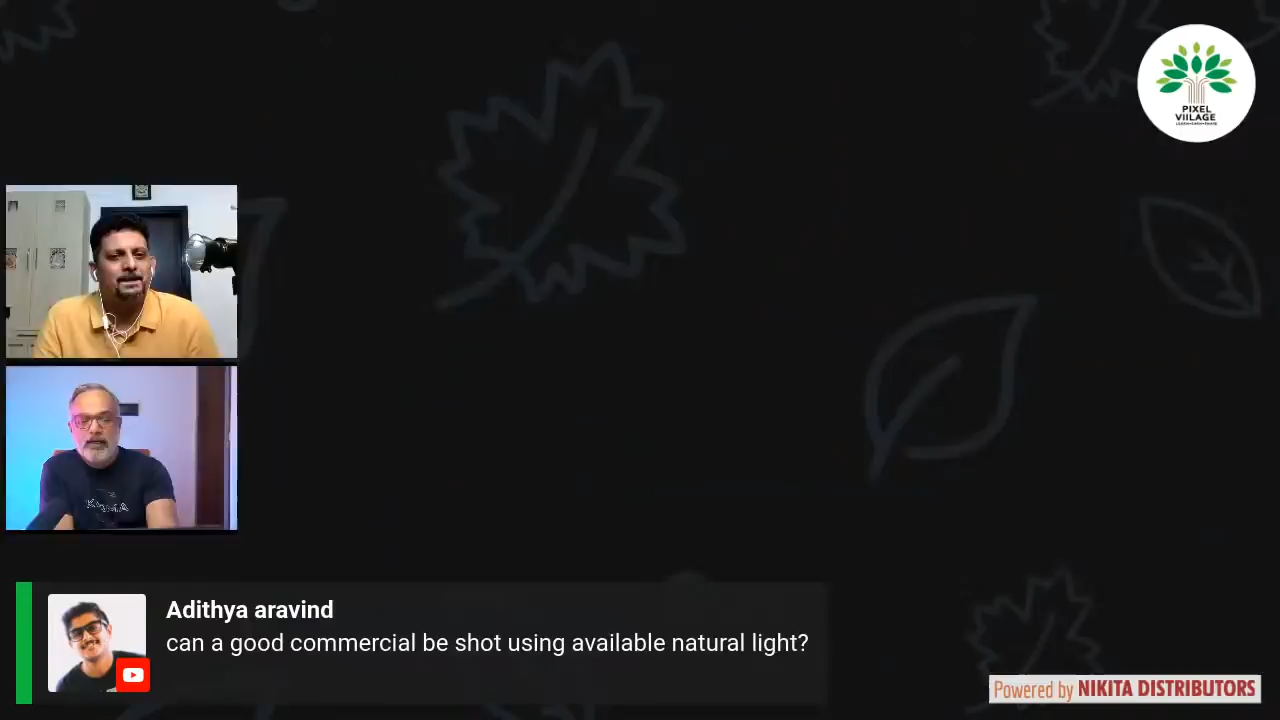 PIXEL
VIILAGE
Adithya aravind
can a good commercial be shot using available natural light?
Powered by NIKITA DISTRIBUTORS